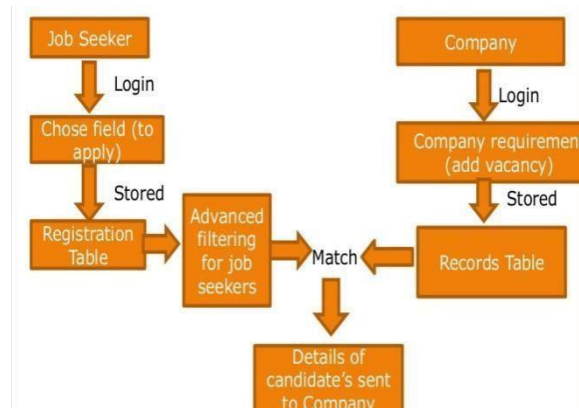 Job Seeker
Login
Chose field (to
apply)
Stored
Registration
Table
Advanced
filtering
for job
seekers
Match
Company
Login
Company requirement
(add vacancy)
Stored
Records Table
Details of
candidate's sent
to Company